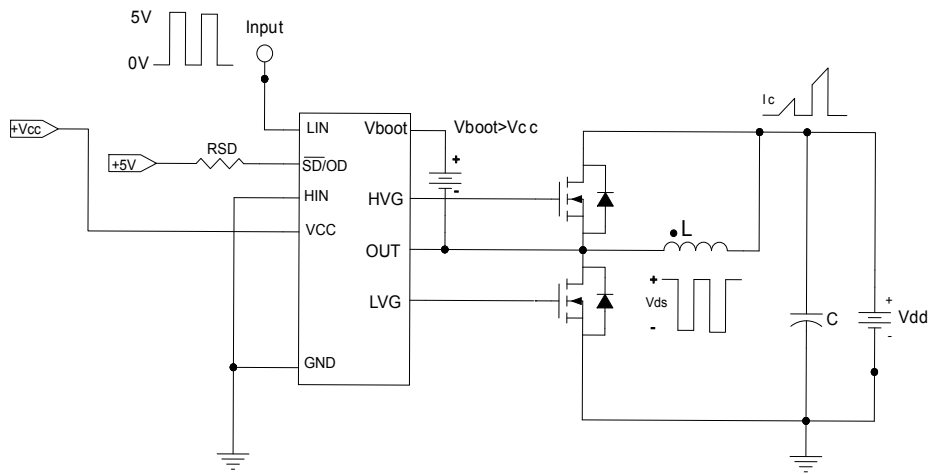 5V
0V
Input
+Vcc
+5V
RSD
LIN
SD/OD
HIN
VCC
GND
Vboot
HVG
OUT
LVG
Vboot>Vcc
+
-
L
+
Vds
-
Ic
C
+
Vdd
-